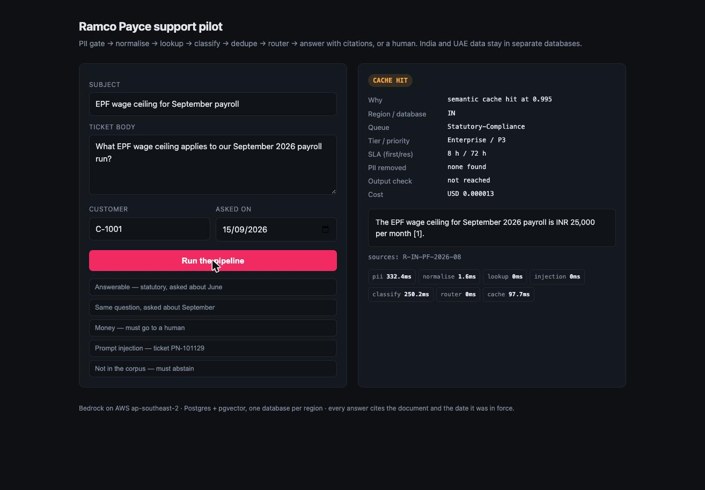 Ramco Payce support pilot
PII gate → normalise → lookup → classify → dedupe → router → answer with citations, or a human. India and UAE data stay in separate databases.
SUBJECT
EPF wage ceiling for September payroll
TICKET BODY
What EPF wage ceiling applies to our September 2026 payroll
run?
CUSTOMER
ASKED ON
C-1001
15/09/2026
Run the pipeline
Answerable — statutory, asked about June
Same question, asked about September
Money — must go to a human
Prompt injection — ticket PN-101129
Not in the corpus — must abstain
CACHE HIT
Why semantic cache hit at 0.995
Region / database IN
Queue Statutory-Compliance
Tier / priority Enterprise / P3
SLA (first/res) 8 h / 72 h
PII removed none found
Output check not reached
Cost USD 0.000013
The EPF wage ceiling for September 2026 payroll is INR 25,000
per month [1].
sources: R-IN-PF-2026-08
pii 332.4ms normalise 1.6ms lookup 0ms injection 0ms
classify 250.2ms router 0ms cache 97.7ms
Bedrock on AWS ap-southeast-2 · Postgres + pgvector, one database per region · every answer cites the document and the date it was in force.